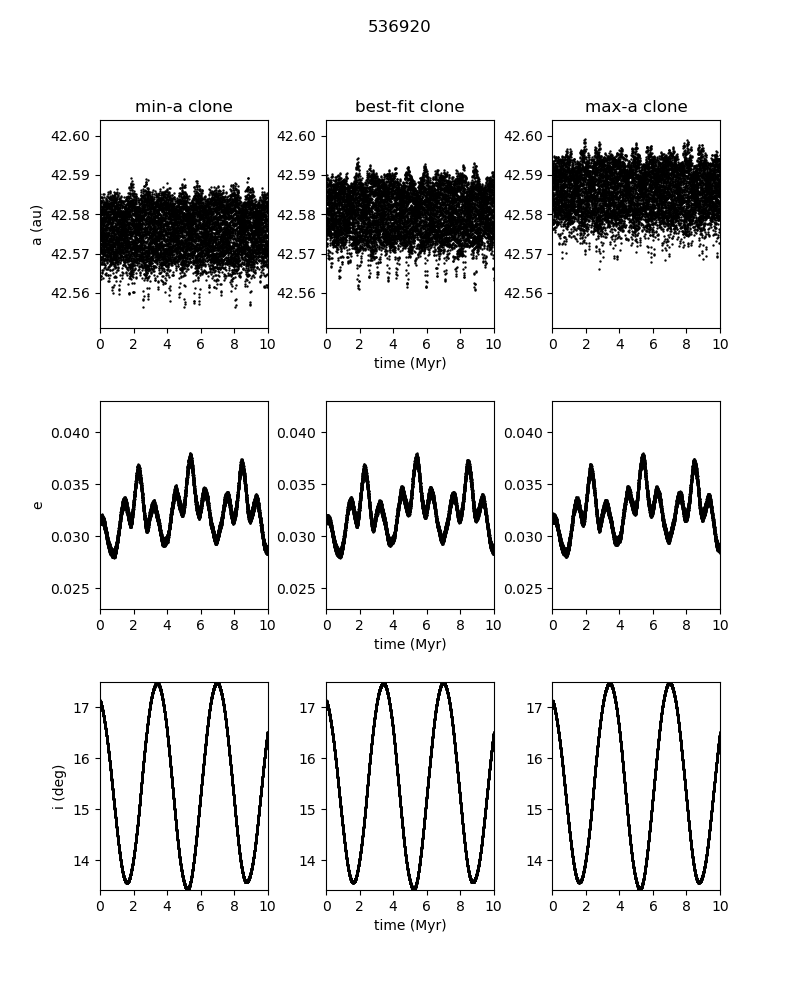 536920
min-a clone best-fit clone max-a clone
42.60 42.60 42.60
42.59 42.59 42.59
42.58 42.58 42.58
42.57 42.57 42.57
42.56 42.56 42.56
a (au)
0 2 4 6 8 10 0 2 4 6 8 10 0 2 4 6 8 10
time (Myr)
0.040 0.040 0.040
0.035 0.035 0.035
0.030 0.030 0.030
0.025 0.025 0.025
e
0 2 4 6 8 10 0 2 4 6 8 10 0 2 4 6 8 10
time (Myr)
17 17 17
16 16 16
15 15 15
14 14 14
i (deg)
0 2 4 6 8 10 0 2 4 6 8 10 0 2 4 6 8 10
time (Myr)